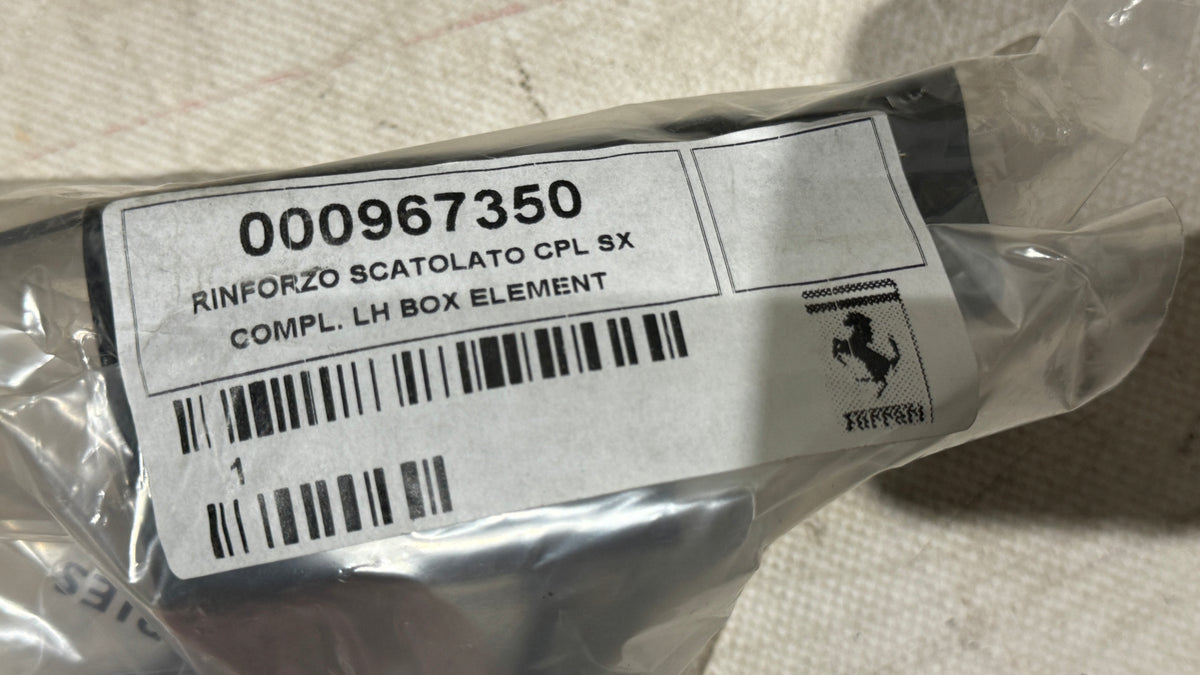 000967350
RINFORZO SCATOLATO CPL SX
COMPL. LH BOX ELEMENT
1
Ferrari